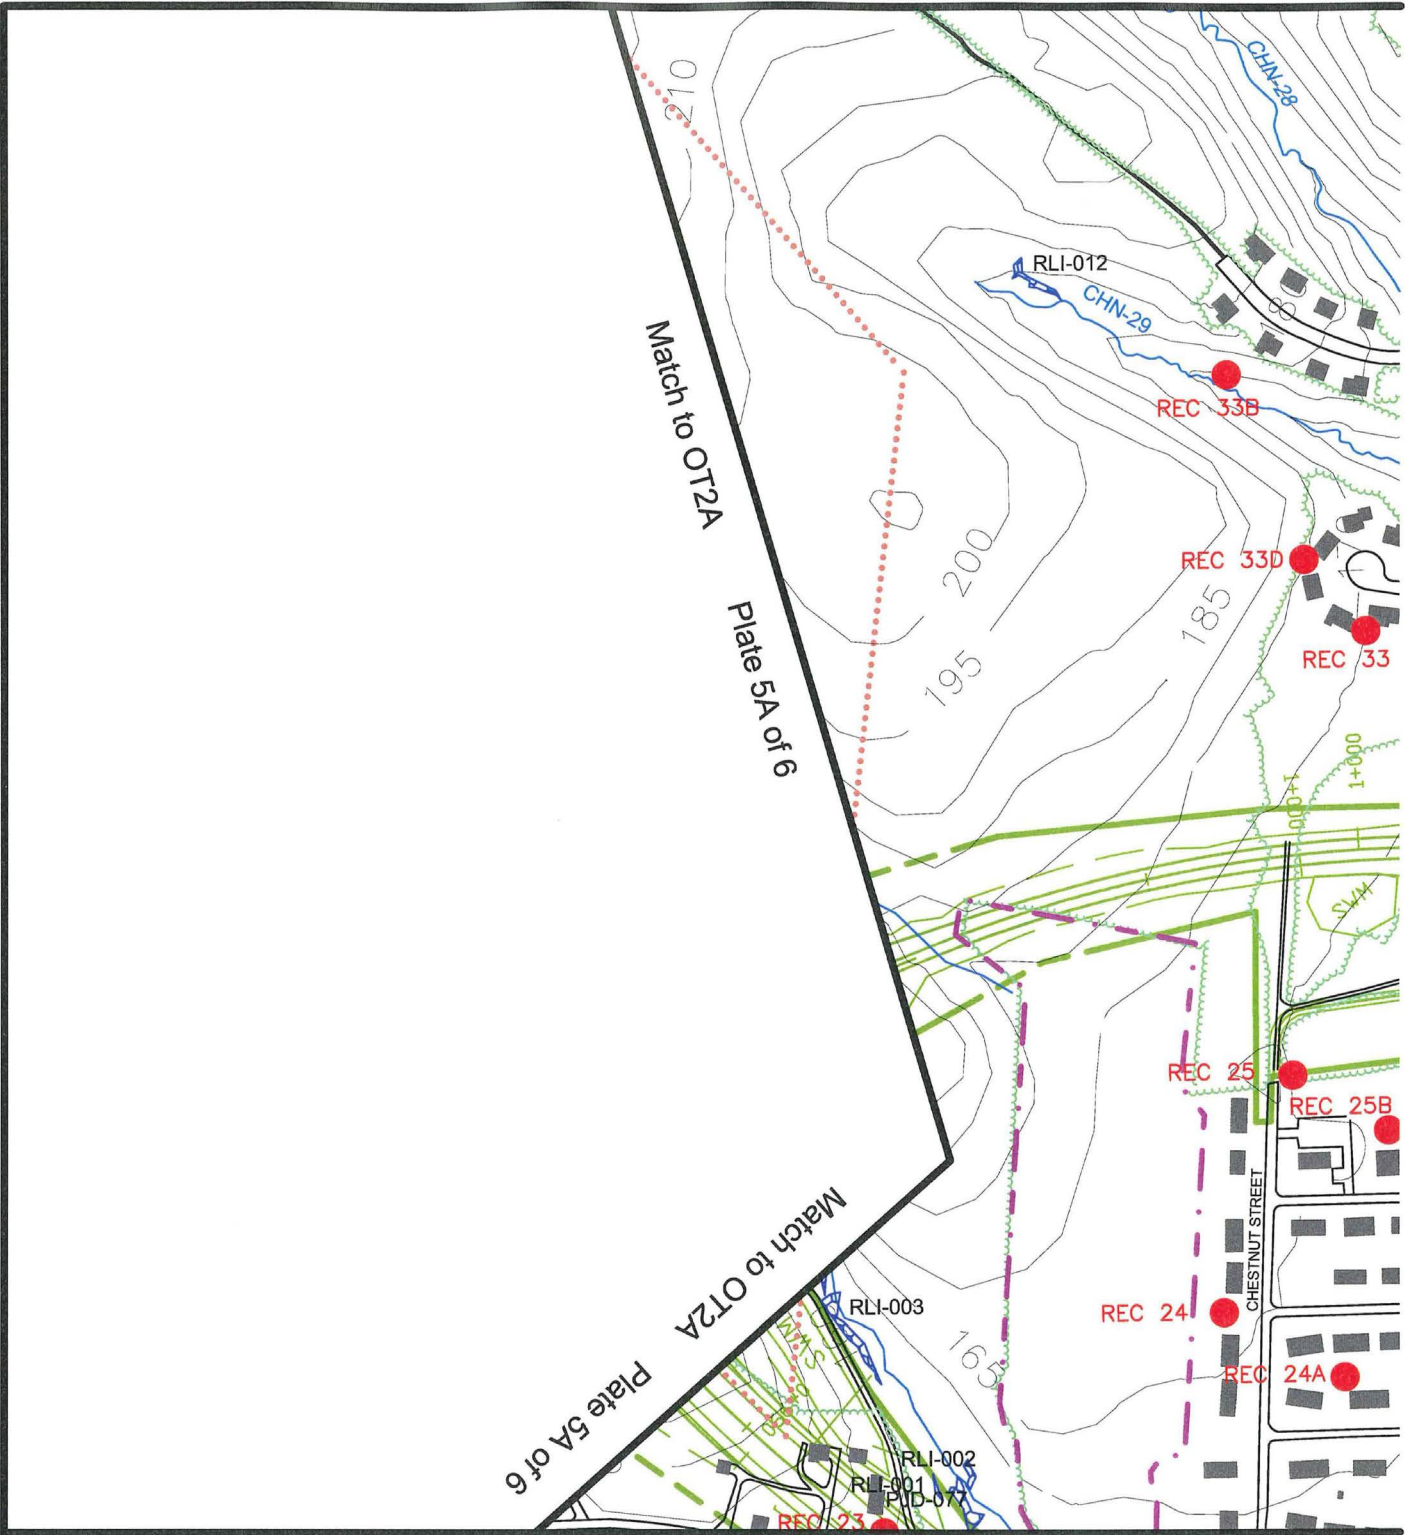 210
CHN-28
RLI-012
CHN-29
REC 33B
Match to OT2A
Plate 5A of 6
200
195
185
REC 33D
REC 33
1+000
1+000
SWM
REC 25
REC 25B
CHESTNUT STREET
REC 24
REC 24A
165
Match to OT2A
Plate 5A of 6
RLI-003
SWM
RLI-002
RLI-001
PJD-077
REC 23